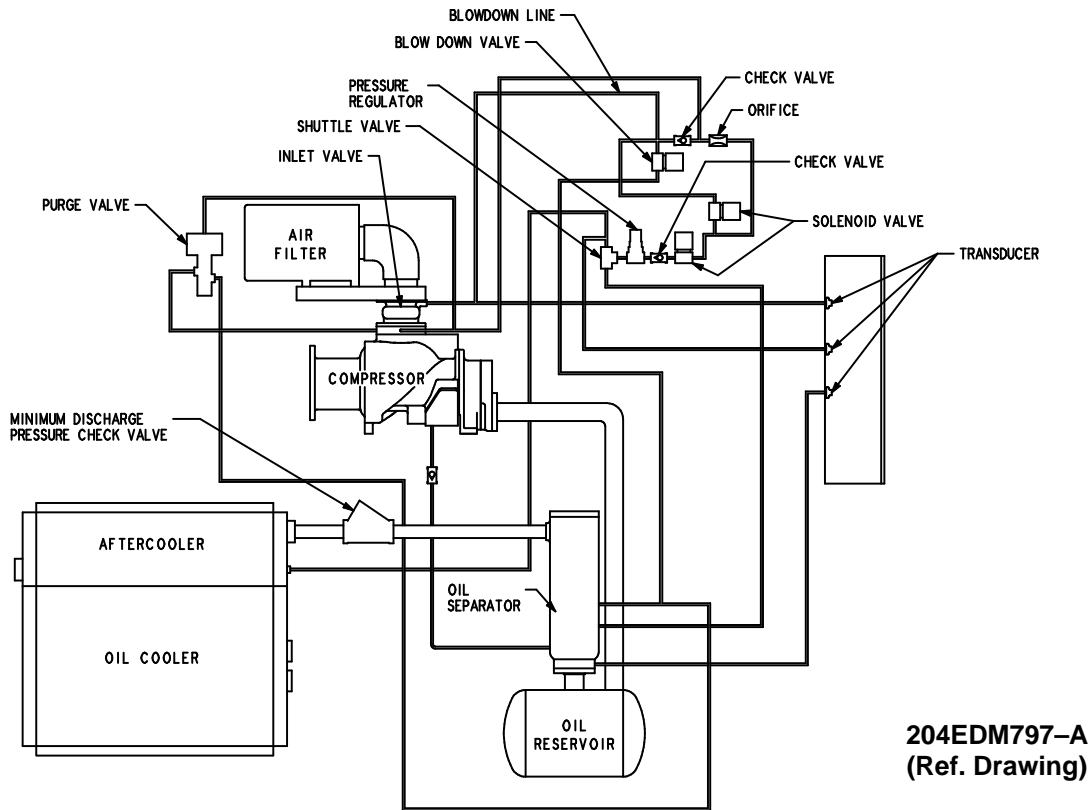 BLOWDOWN LINE
BLOW DOWN VALVE
CHECK VALVE
PRESSURE
REGULATOR
ORIFICE
SHUTTLE VALVE
INLET VALVE
CHECK VALVE
PURGE VALVE
AIR
FILTER
SOLENOID VALVE
TRANSDUCER
COMPRESSOR
MINIMUM DISCHARGE
PRESSURE CHECK VALVE
AFTERCOOLER
OIL
SEPARATOR
OIL COOLER
OIL
RESERVOIR
204EDM797–A
(Ref. Drawing)